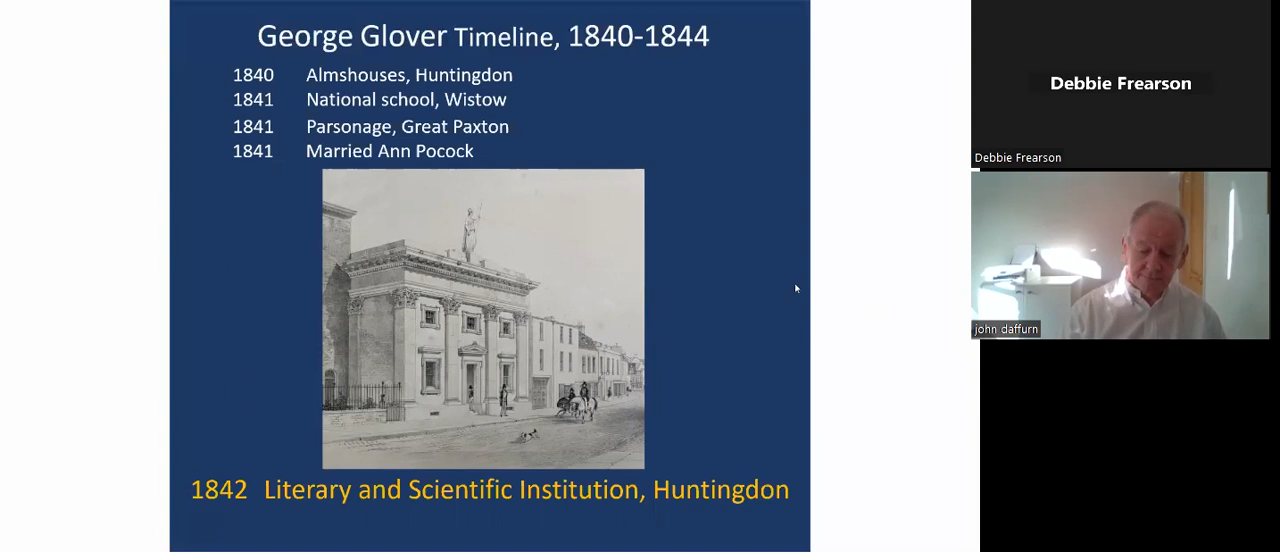 George Glover Timeline, 1840-1844
1840 Almshouses, Huntingdon
1841 National school, Wistow
1841 Parsonage, Great Paxton
1841 Married Ann Pocock
1842 Literary and Scientific Institution, Huntingdon
Debbie Frearson
Debbie Frearson
john daffurn